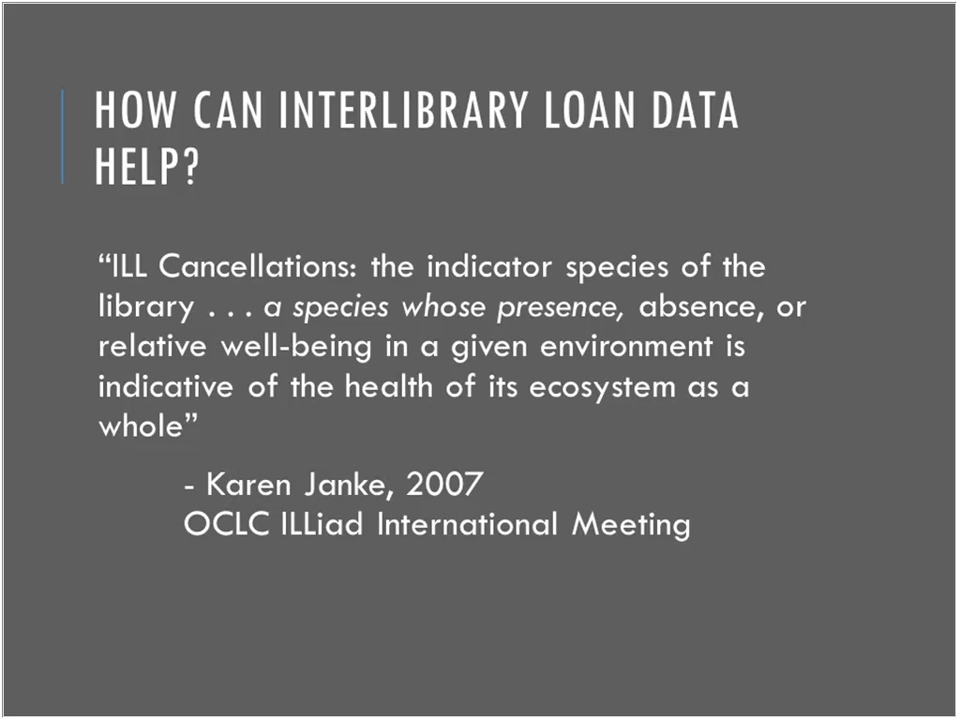 HOW CAN INTERLIBRARY LOAN DATA
HELP?
“ILL Cancellations: the indicator species of the
library . . . a species whose presence, absence, or
relative well-being in a given environment is
indicative of the health of its ecosystem as a
whole”
- Karen Janke, 2007
OCLC ILLiad International Meeting